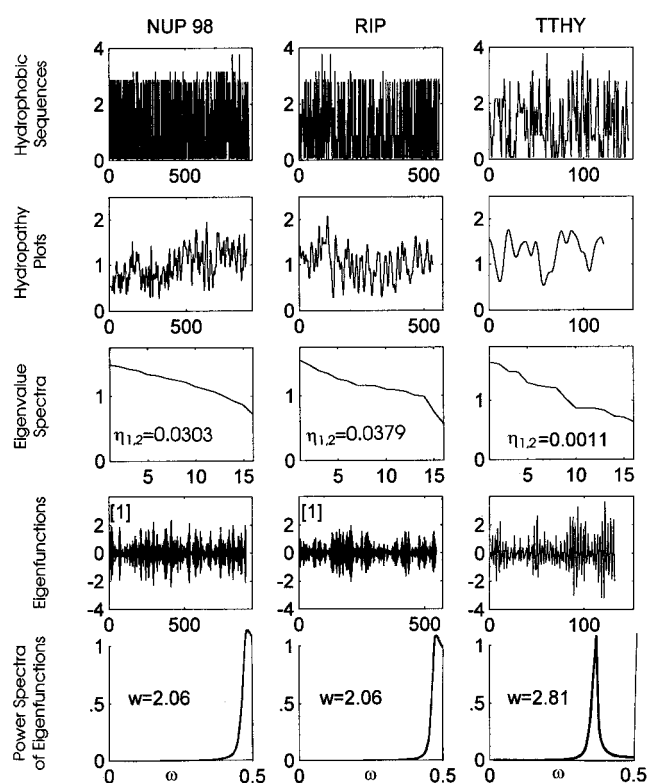 NUP 98 RIP TTHY
Hydrophobic
Sequences
4
2
0
0 500
4
2
0
0 500
4
2
0
0 100
Hydropathy
Plots
2
1
0
0 500
2
1
0
0 500
2
1
0
0 100
Eigenvalue
Spectra
1
0
η1,2=0.0303
5 10 15
1
0
η1,2=0.0379
5 10 15
1
0
η1,2=0.0011
5 10 15
Eigenfunctions
[1]
2
0
-2
-4
0 500
[1]
2
0
-2
-4
0 500
2
0
-2
-4
100
Power Spectra
of Eigenfunctions
1
.5
0
w=2.06
0 ω 0.5
1
.5
0
w=2.06
0 ω 0.5
1
.5
0
w=2.81
0 ω 0.5